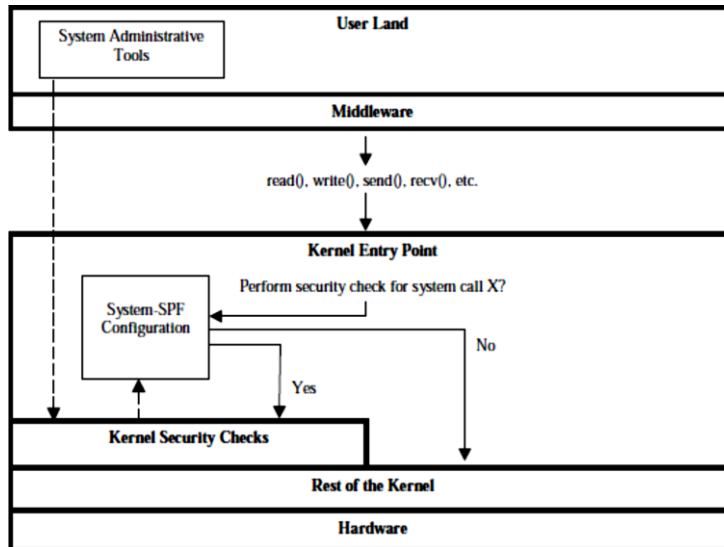 User Land
System Administrative
Tools
Middleware
read(), write(), send(), recv(), etc.
Kernel Entry Point
Perform security check for system call X?
System-SPF
Configuration
No
Yes
Kernel Security Checks
Rest of the Kernel
Hardware